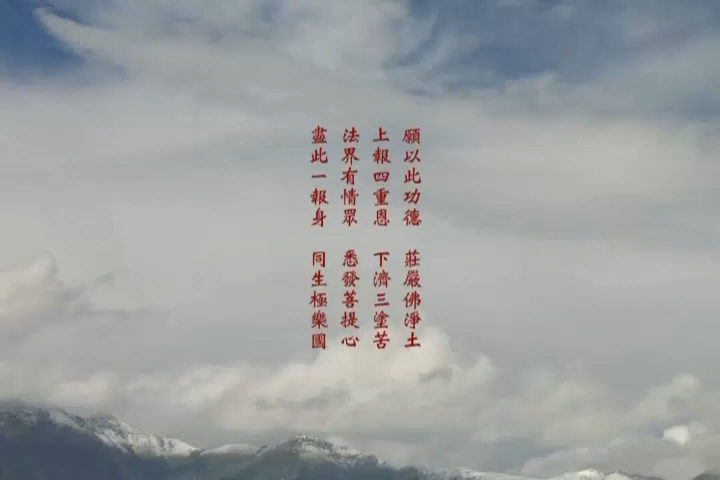 願以此功德　莊嚴佛淨土
上報四重恩　下濟三塗苦
法界有情眾　悉發菩提心
盡此一報身　同生極樂國